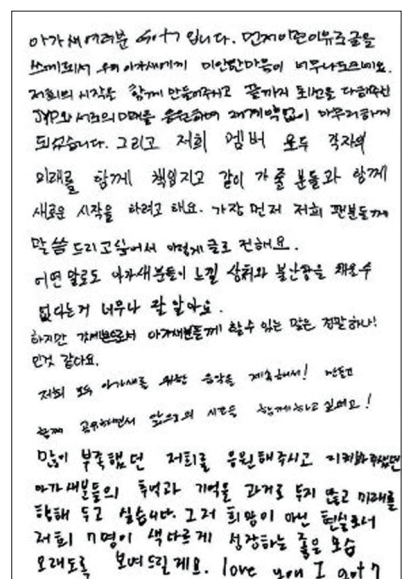 아가새여러분 Got7 입니다. 먼저 이런 이유로 글을
쓰게되서 우리 아가새에게 미안한마음이 너무나도크네요.
저희의 시작을 함께 만들어주시고 끝까지 최선을 다해주신
JYP와 서로의 미래를 응원하며 재계약없이 마무리하게
되었습니다. 그리고 저희 멤버 모두 각자의
미래를 함께 책임지고 같이 가 줄 분들과 함께
새로운 시작을 하려고 해요. 가장 먼저 저희 팬분들께
말씀 드리고싶어서 이렇게 글로 전해요.
어떤 말로도 아가새분들이 느낄 상처와 불안감을 채울수
없다는거 너무나 잘 알아요.
하지만 갓세븐으로서 아가새분들께 할수 있는 말은 정말 하나!
인것 같아요.
저희 모두 아가새를 위한 음악을 계속해서! 만들고
함께 공유하면서 앞으로의 시간을 함께하고 싶어요!
많이 부족했던 저희를 응원해주시고 지켜봐주셨던
아가새분들의 추억과 기억을 과거로 두지 않고 미래를
향해 두고 싶습니다. 그저 희망이 아닌 현실로서
저희 7명이 색다르게 성장하는 좋은 모습
오래도록 보여드릴게요. love you I got7